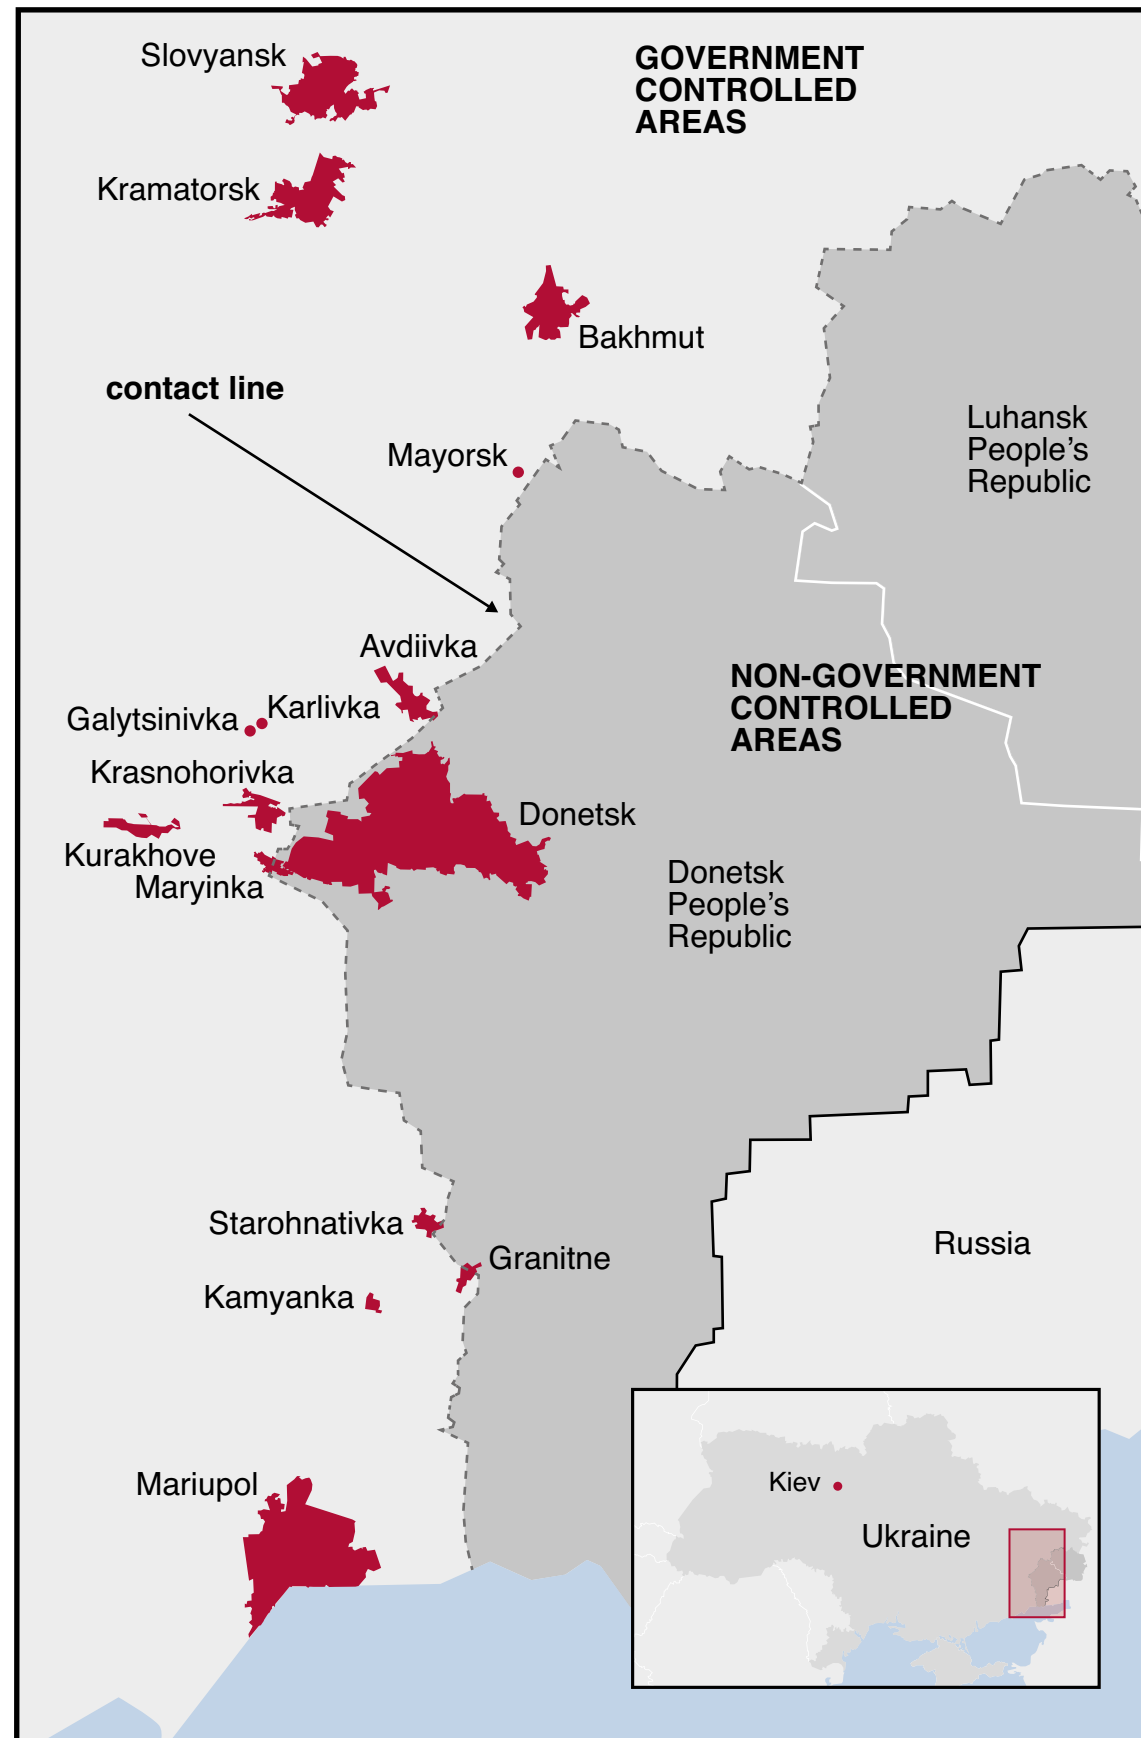 Slovyansk
GOVERNMENT
CONTROLLED
AREAS
Kramatorsk
Bakhmut
contact line
Luhansk
People's
Republic
Mayorsk
Avdiivka
Karlivka
Galytsinivka
NON-GOVERNMENT
CONTROLLED
AREAS
Krasnohorivka
Donetsk
Kurakhove
Maryinka
Donetsk
People's
Republic
Starohnativka
Granitne
Russia
Kamyanka
Mariupol
Kiev
Ukraine